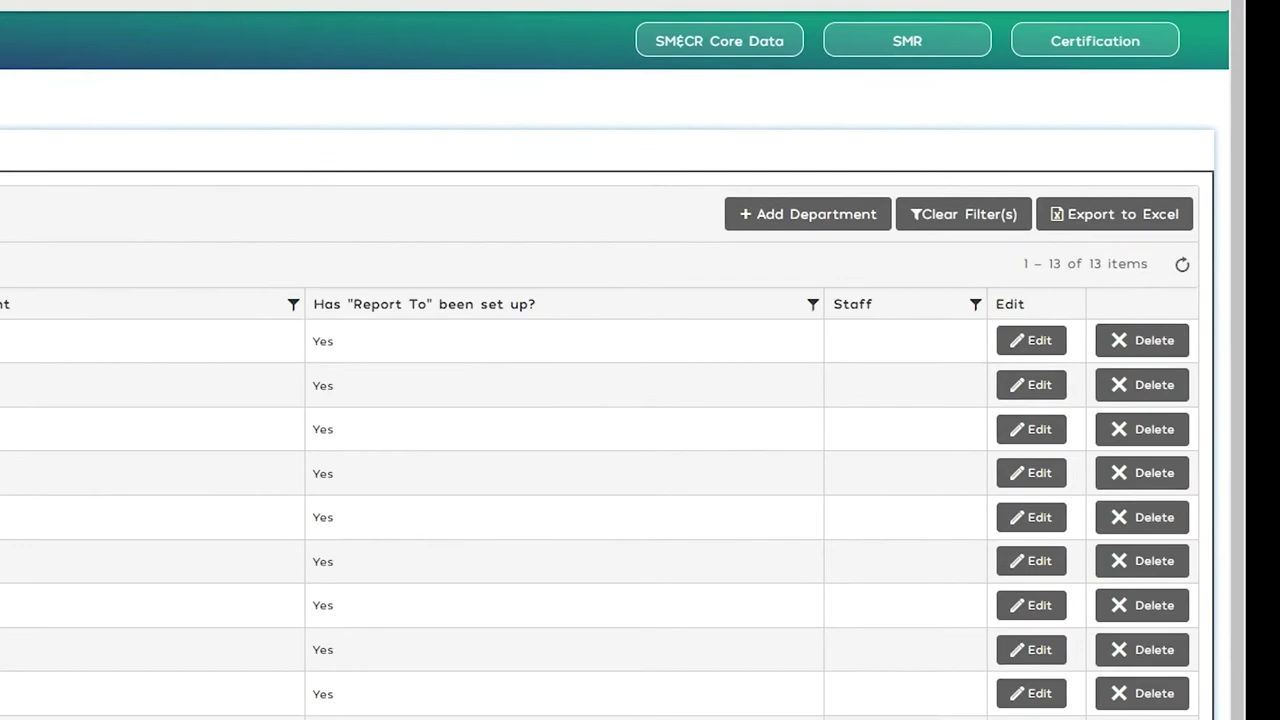 SM&CR Core Data SMR Certification
+ Add Department Clear Filter(s) Export to Excel
1 – 13 of 13 items
nt Has "Report To" been set up? Staff Edit
Yes Edit Delete
Yes Edit Delete
Yes Edit Delete
Yes Edit Delete
Yes Edit Delete
Yes Edit Delete
Yes Edit Delete
Yes Edit Delete
Yes Edit Delete